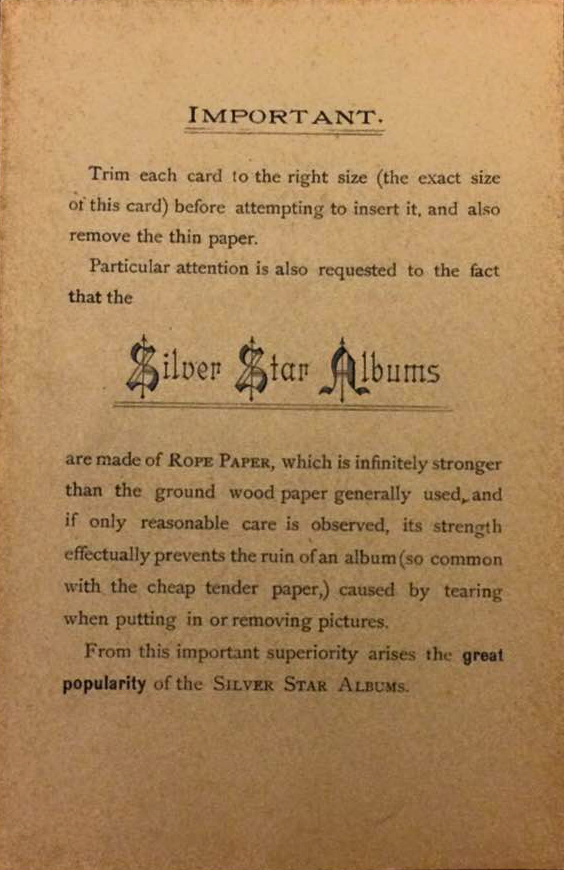 IMPORTANT.
Trim each card to the right size (the exact size
of this card) before attempting to insert it, and also
remove the thin paper.
Particular attention is also requested to the fact
that the
Silver Star Albums
are made of ROPE PAPER, which is infinitely stronger
than the ground wood paper generally used, and
if only reasonable care is observed, its strength
effectually prevents the ruin of an album (so common
with the cheap tender paper,) caused by tearing
when putting in or removing pictures.
From this important superiority arises the great
popularity of the SILVER STAR ALBUMS.